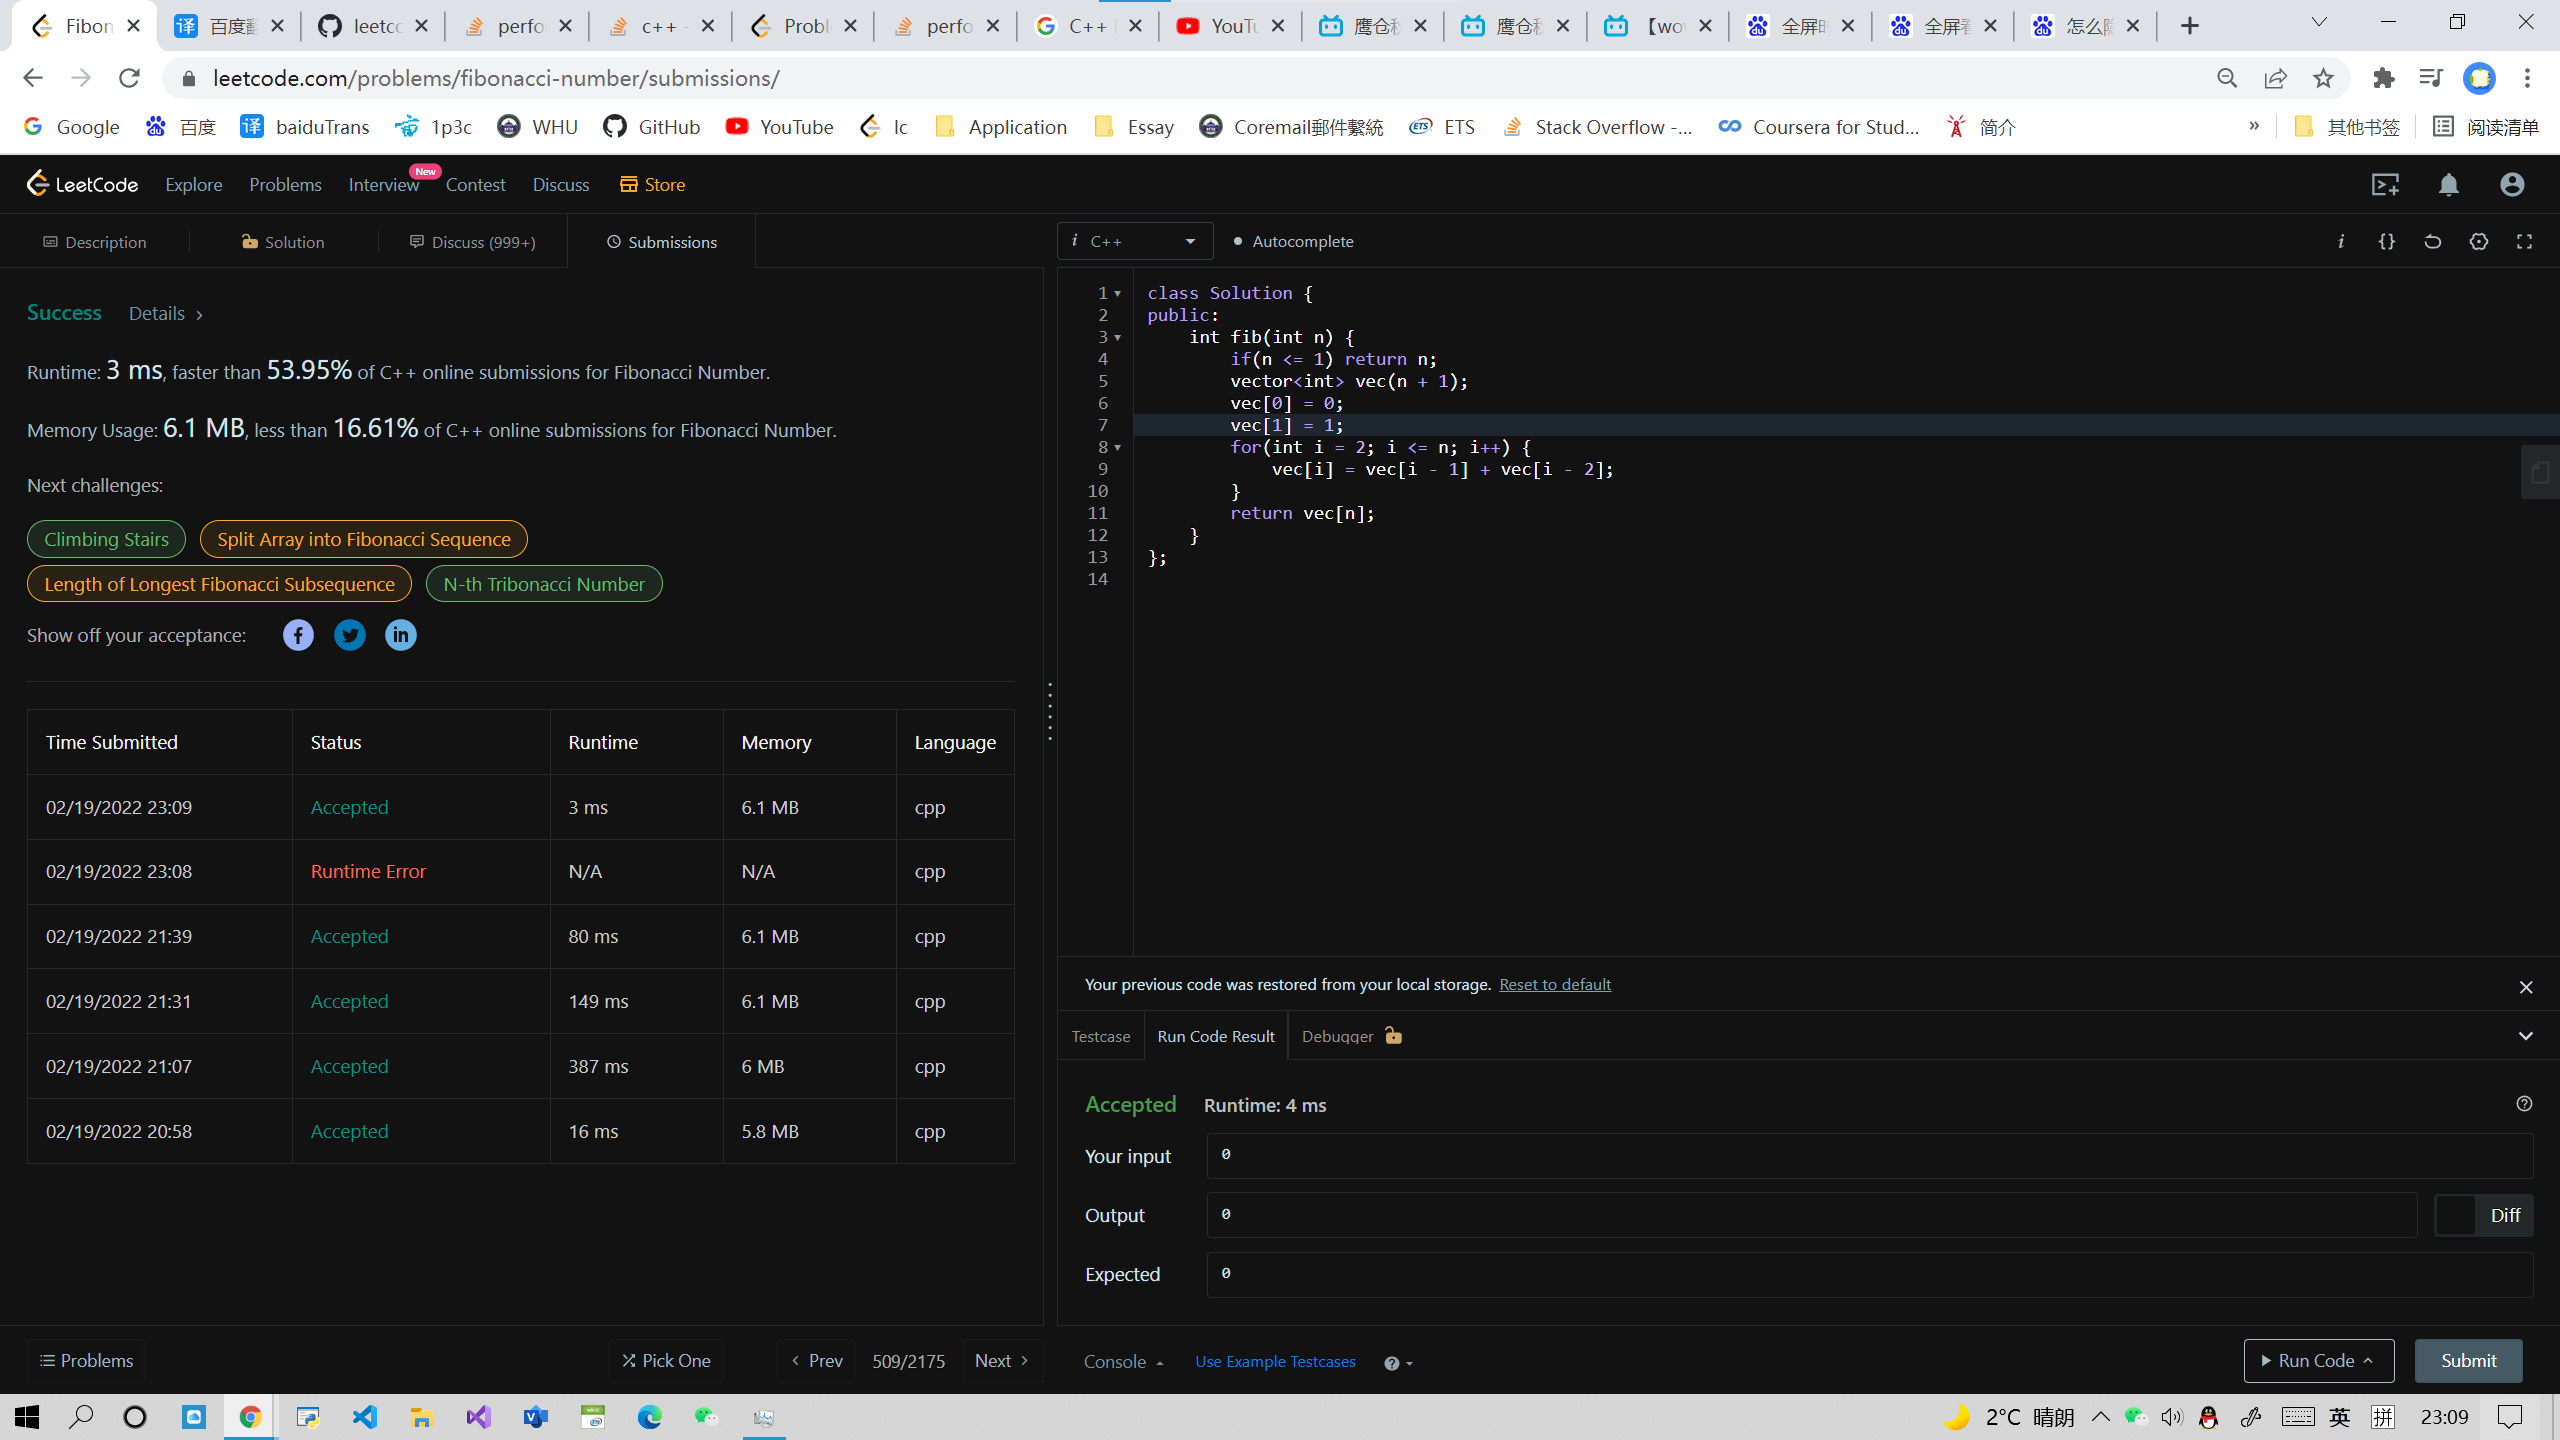 Fibon
百度翻
leetco
perfo
c++ -
Probl
perfo
C++ i
YouTu
鹰仓秘
鹰仓秘
【wov
全屏时
全屏看
怎么隐
leetcode.com/problems/fibonacci-number/submissions/
Google 百度 baiduTrans 1p3c WHU GitHub YouTube lc Application Essay Coremail郵件繫統 ETS Stack Overflow -... Coursera for Stud... 简介 » 其他书签 阅读清单
LeetCode Explore Problems Interview New Contest Discuss Store
Description Solution Discuss (999+) Submissions
i C++ Autocomplete
Success Details >
Runtime: 3 ms, faster than 53.95% of C++ online submissions for Fibonacci Number.
Memory Usage: 6.1 MB, less than 16.61% of C++ online submissions for Fibonacci Number.
Next challenges:
Climbing Stairs Split Array into Fibonacci Sequence
Length of Longest Fibonacci Subsequence N-th Tribonacci Number
Show off your acceptance:
Time Submitted Status Runtime Memory Language
02/19/2022 23:09 Accepted 3 ms 6.1 MB cpp
02/19/2022 23:08 Runtime Error N/A N/A cpp
02/19/2022 21:39 Accepted 80 ms 6.1 MB cpp
02/19/2022 21:31 Accepted 149 ms 6.1 MB cpp
02/19/2022 21:07 Accepted 387 ms 6 MB cpp
02/19/2022 20:58 Accepted 16 ms 5.8 MB cpp
Problems Pick One < Prev 509/2175 Next >
1 class Solution {
2 public:
3     int fib(int n) {
4         if(n <= 1) return n;
5         vector<int> vec(n + 1);
6         vec[0] = 0;
7         vec[1] = 1;
8         for(int i = 2; i <= n; i++) {
9             vec[i] = vec[i - 1] + vec[i - 2];
10         }
11         return vec[n];
12     }
13 };
14
Your previous code was restored from your local storage. Reset to default
Testcase Run Code Result Debugger
Accepted Runtime: 4 ms
Your input 0
Output 0 Diff
Expected 0
Console Use Example Testcases Run Code Submit
2°C 晴朗 英 拼 23:09